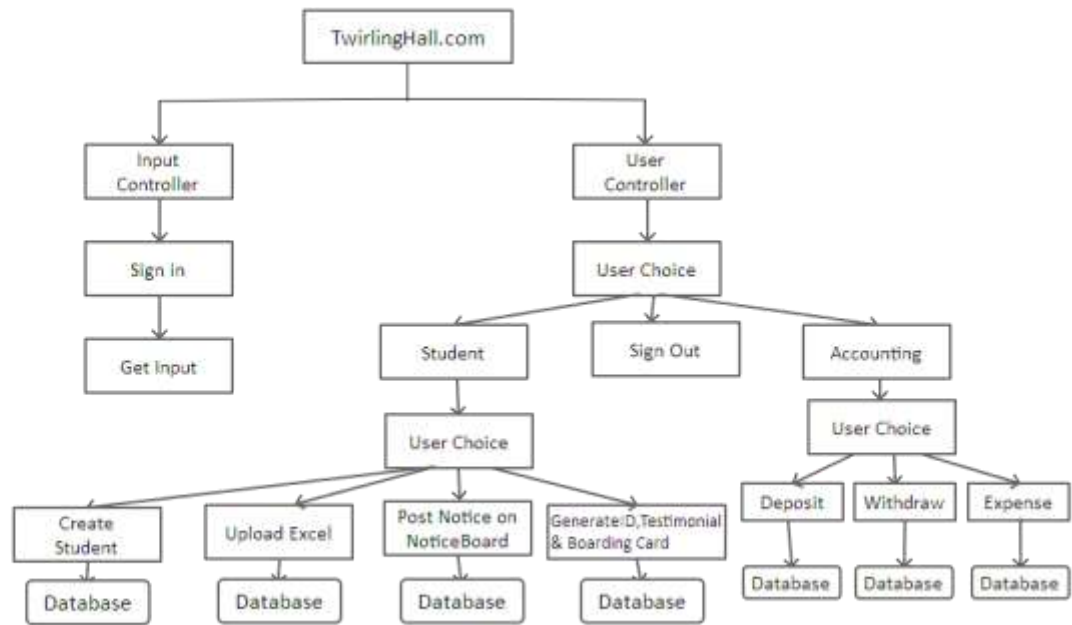 TwirlingHall.com
Input
Controller
User
Controller
Sign in
User Choice
Get Input
Student
Sign Out
Accounting
User Choice
User Choice
Create
Student
Upload Excel
Post Notice on
NoticeBoard
GenerateID,Testimonial
& Boarding Card
Deposit
Withdraw
Expense
Database
Database
Database
Database
Database
Database
Database